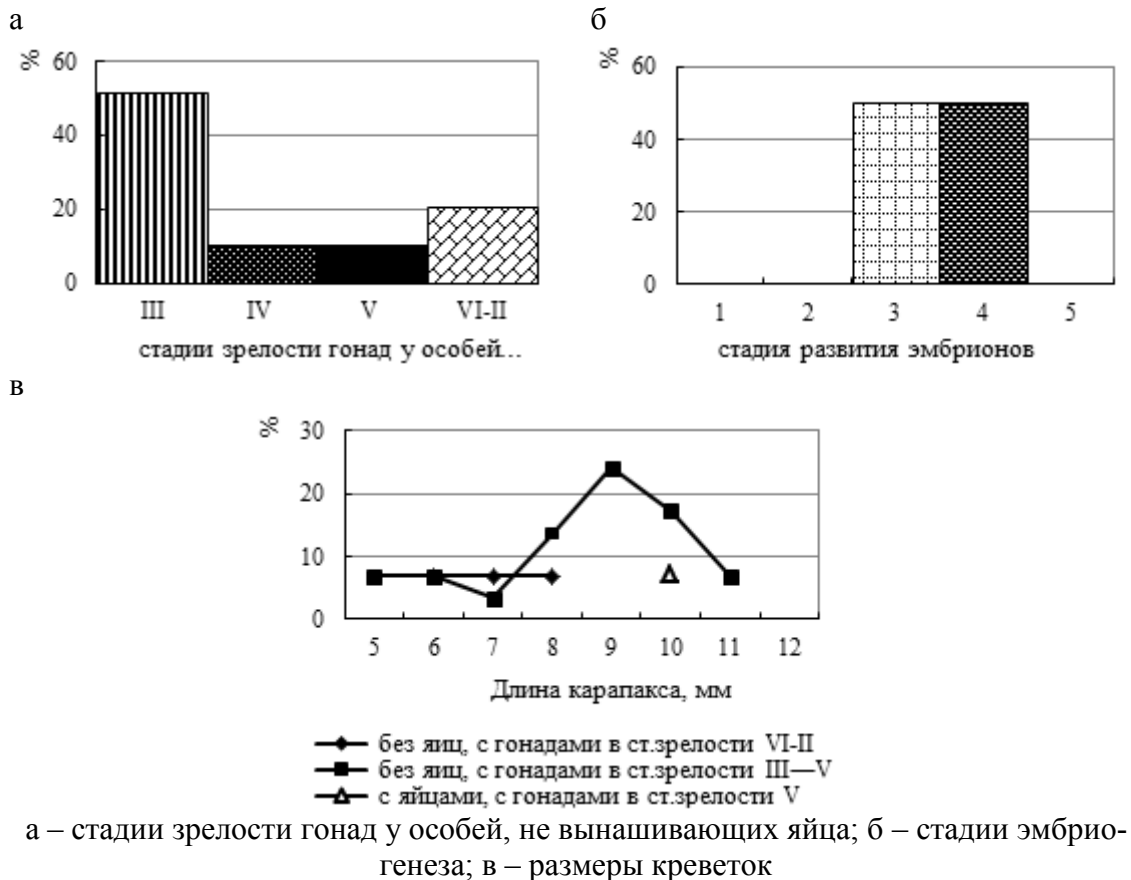 а
б
%
60
40
20
0
III IV V VI-II
стадии зрелости гонад у особей...
%
60
40
20
0
1 2 3 4 5
стадия развития эмбрионов
в
%
30
20
10
0
5 6 7 8 9 10 11 12
Длина карапакса, мм
без яиц, с гонадами в ст.зрелости VI-II
без яиц, с гонадами в ст.зрелости III—V
с яйцами, с гонадами в ст.зрелости V
а – стадии зрелости гонад у особей, не вынашивающих яйца; б – стадии эмбрио-
генеза; в – размеры креветок